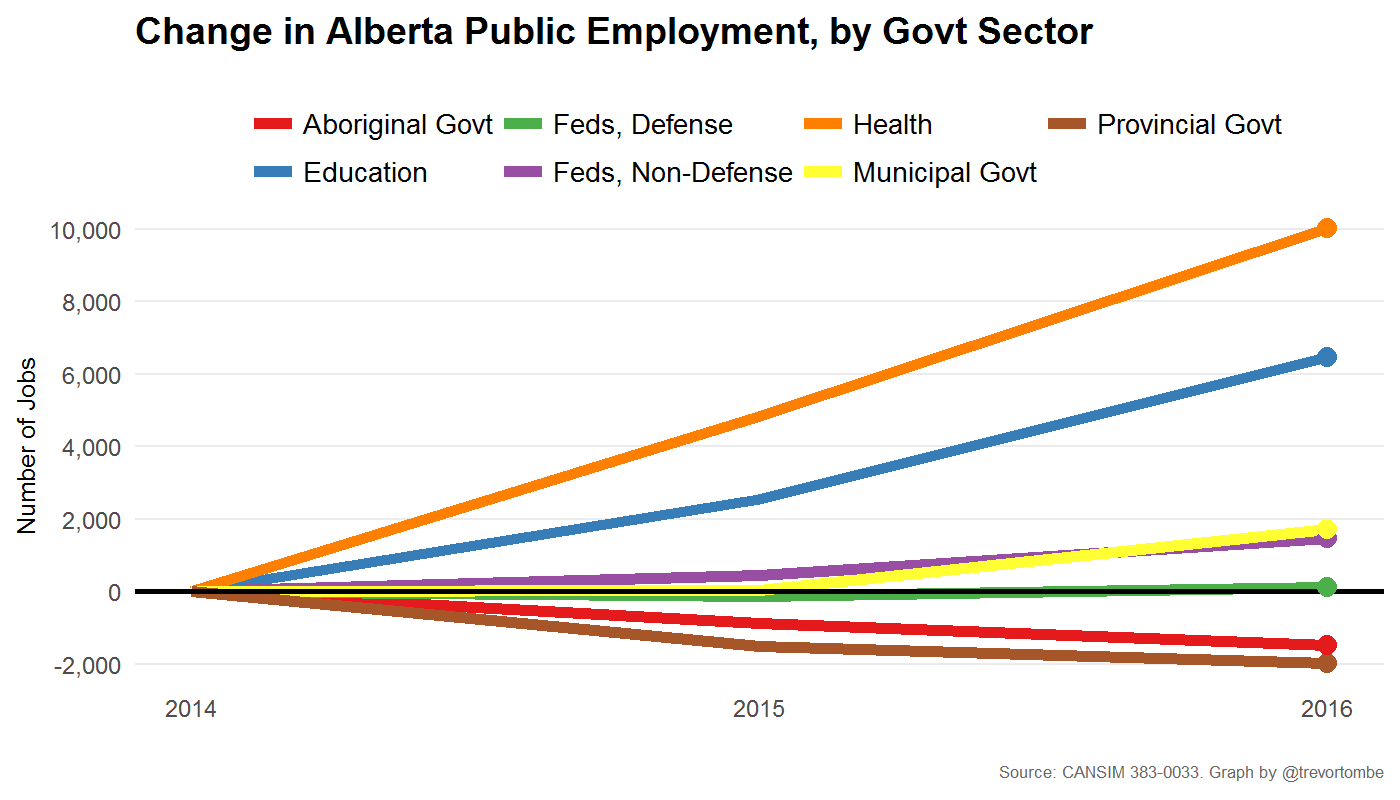 Change in Alberta Public Employment, by Govt Sector
Aboriginal Govt Feds, Defense Health Provincial Govt
Education Feds, Non-Defense Municipal Govt
Number of Jobs
10,000
8,000
6,000
4,000
2,000
0
-2,000
2014 2015 2016
Source: CANSIM 383-0033. Graph by @trevortombe